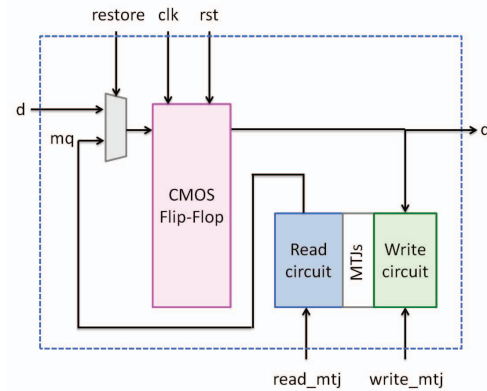 restore clk rst
d
mq
q
CMOS
Flip-Flop
Read
circuit
MTJs
Write
circuit
read_mtj write_mtj